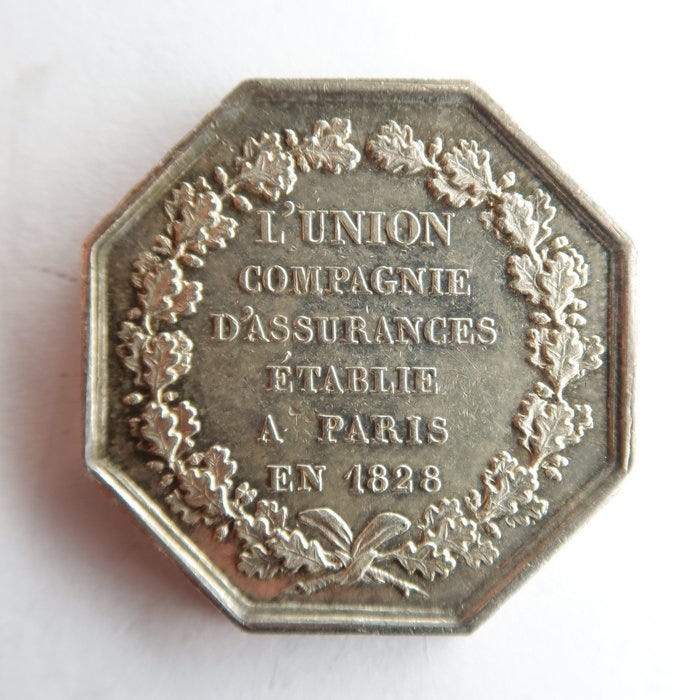 L'UNION
COMPAGNIE
D'ASSURANCES
ÉTABLIE
A PARIS
EN 1828